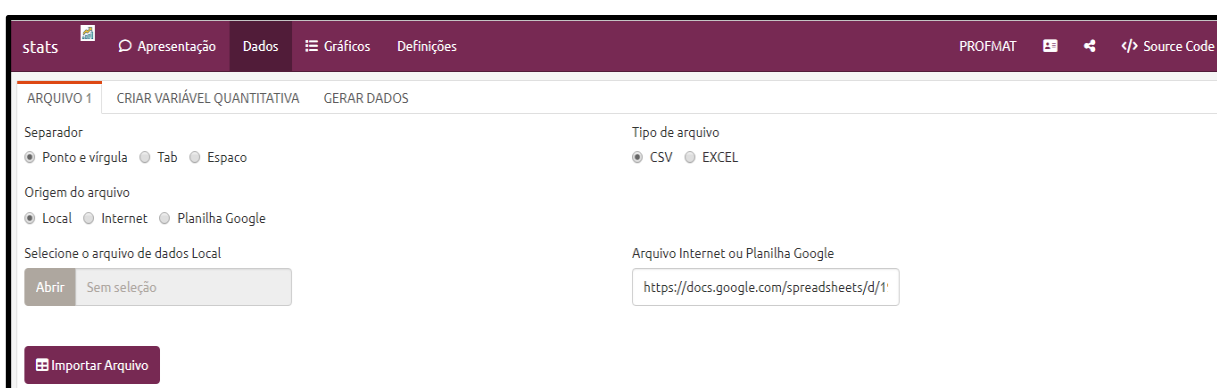 stats Apresentação Dados Gráficos Definições PROFMAT </> Source Code
ARQUIVO 1 CRIAR VARIÁVEL QUANTITATIVA GERAR DADOS
Separador Tipo de arquivo
Ponto e vírgula Tab Espaco CSV EXCEL
Origem do arquivo
Local Internet Planilha Google
Selecione o arquivo de dados Local Arquivo Internet ou Planilha Google
Abrir Sem seleção https://docs.google.com/spreadsheets/d/1
Importar Arquivo